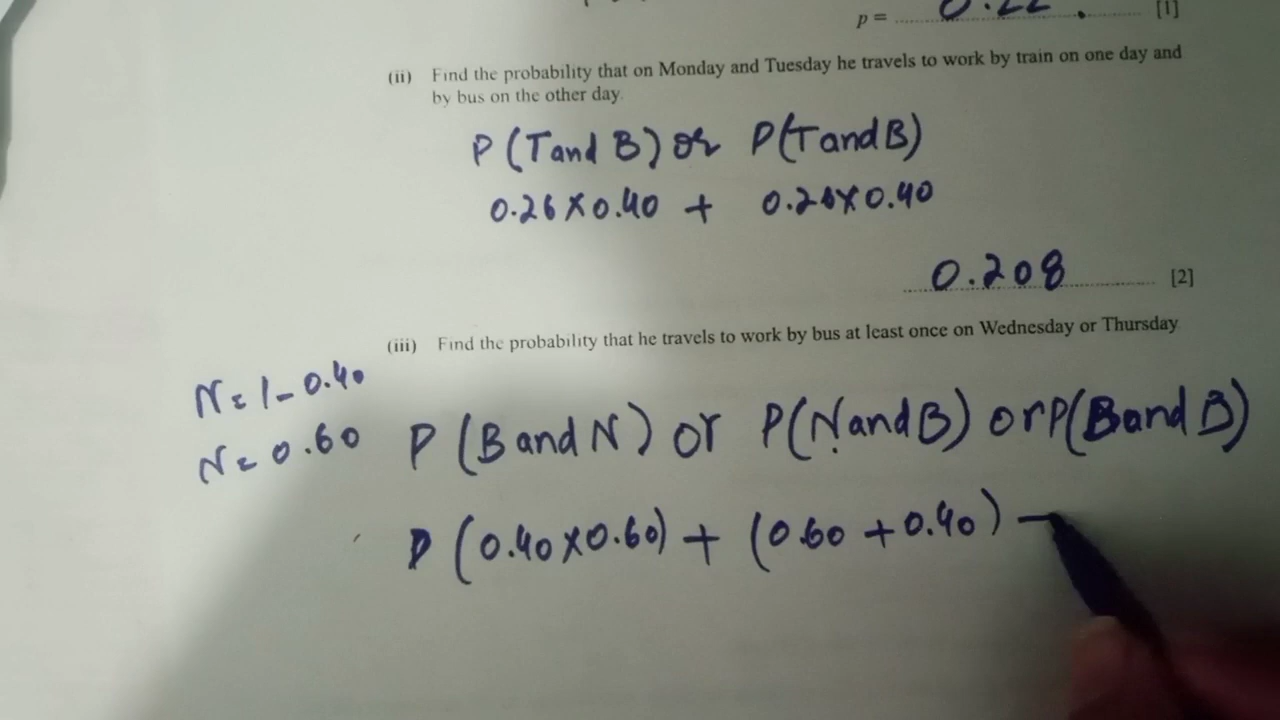 p = 0.22 [1]
(ii) Find the probability that on Monday and Tuesday he travels to work by train on one day and
by bus on the other day.
P (T and B) or P(T and B)
0.26 × 0.40 + 0.26 × 0.40
0.208 [2]
(iii) Find the probability that he travels to work by bus at least once on Wednesday or Thursday
N = 1 - 0.40
N = 0.60
P (B and N) or P(N and B) or P(B and B)
P (0.40 × 0.60) + (0.60 + 0.40) -